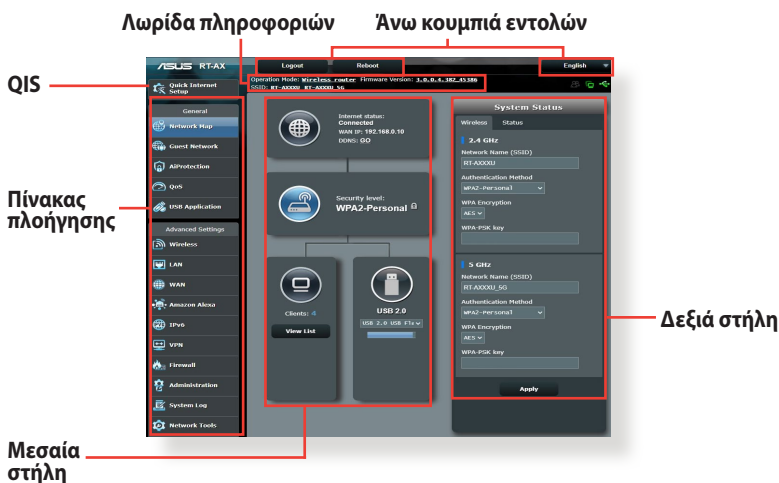 Λωρίδα πληροφοριών
Άνω κουμπιά εντολών
/SUS RT-AX
Logout
Reboot
English
QIS
Quick Internet
Setup
Operation Mode: Wireless router Firmware Version: 3.0.0.4.382_45386
SSID: RT-AXXXU RT-AXXXU_5G
General
Network Map
Guest Network
AiProtection
QoS
USB Application
Πίνακας
πλοήγησης
Advanced Settings
Wireless
LAN
WAN
Amazon Alexa
IPv6
VPN
Firewall
Administration
System Log
Network Tools
Internet status:
Connected
WAN IP: 192.168.0.10
DDNS: GO
Security level:
WPA2-Personal
Clients: 4
View List
USB 2.0
USB 2.0 USB Fla
System Status
Wireless
Status
2.4 GHz
Network Name (SSID)
RT-AXXXU
Authentication Method
WPA2-Personal
WPA Encryption
AES
WPA-PSK key
5 GHz
Network Name (SSID)
RT-AXXXU_5G
Authentication Method
WPA2-Personal
WPA Encryption
AES
WPA-PSK key
Apply
Δεξιά στήλη
Μεσαία
στήλη